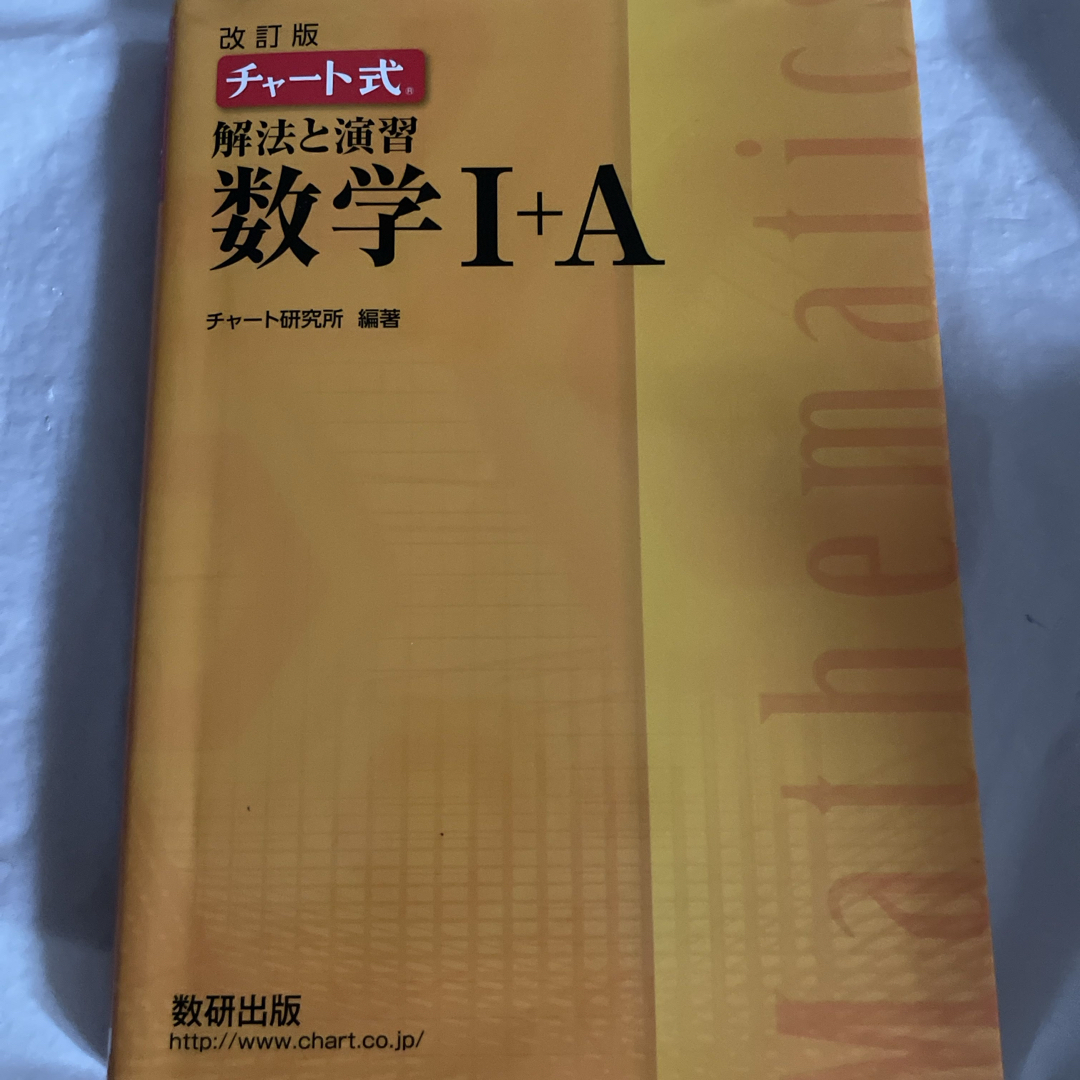 改訂版
チャート式®
解法と演習
数学I+A
チャート研究所 編著
Mathematics
数研出版
http://www.chart.co.jp/